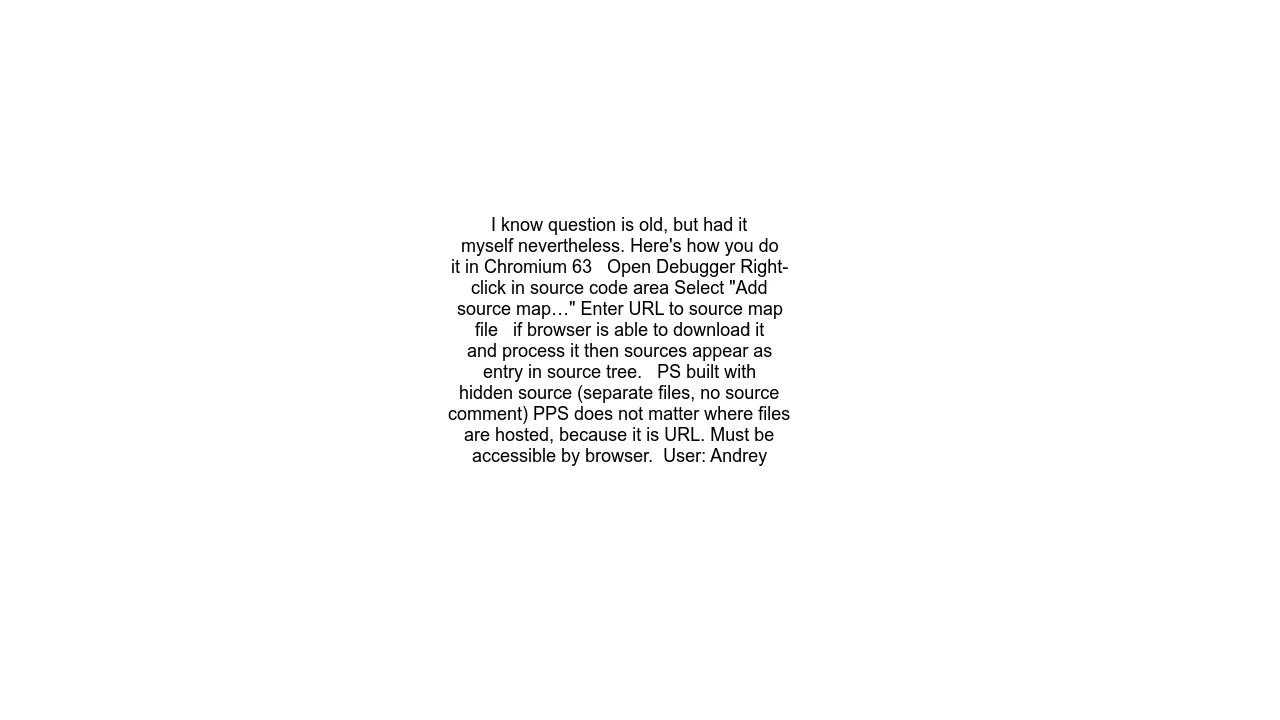 I know question is old, but had it
myself nevertheless. Here's how you do
it in Chromium 63   Open Debugger Right-
click in source code area Select "Add
source map…" Enter URL to source map
file   if browser is able to download it
and process it then sources appear as
entry in source tree.   PS built with
hidden source (separate files, no source
comment) PPS does not matter where files
are hosted, because it is URL. Must be
accessible by browser.  User: Andrey